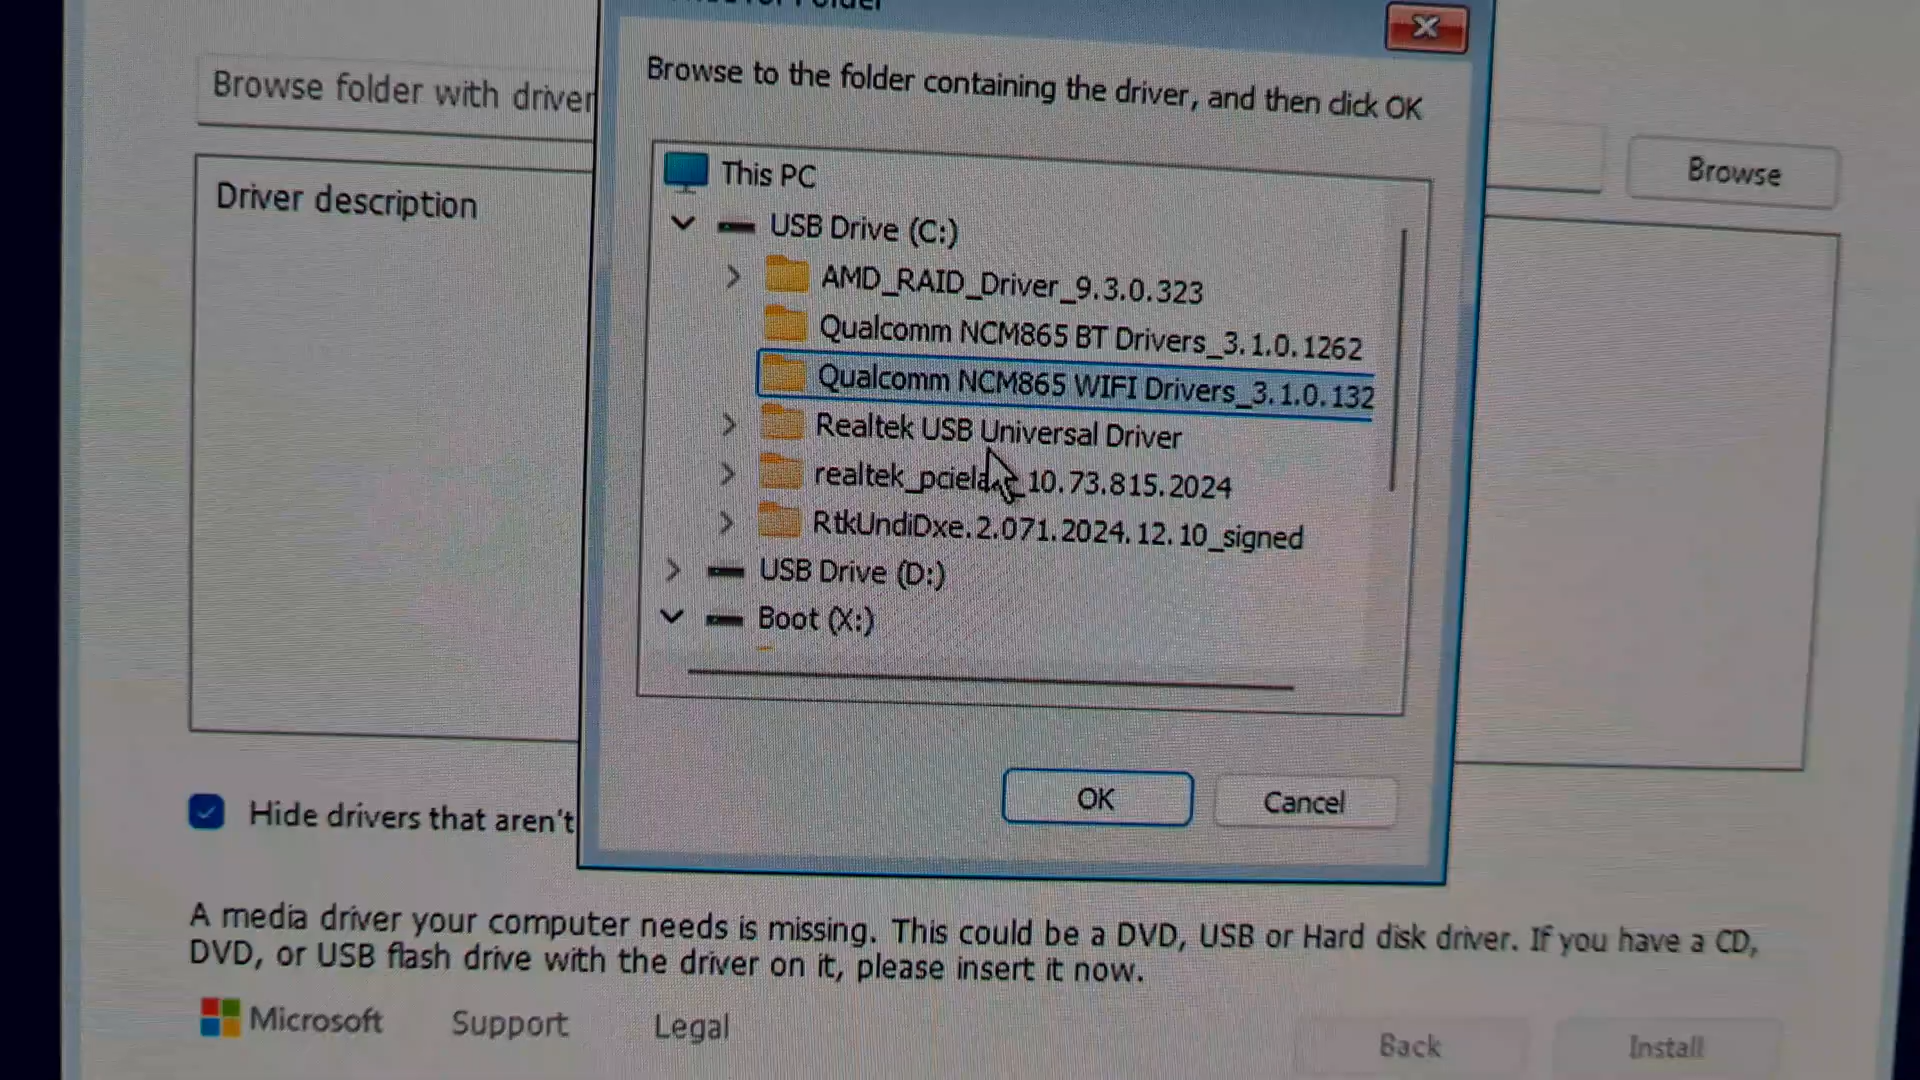 Browse folder with driver
Browse to the folder containing the driver, and then click OK
Browse
Driver description
This PC
USB Drive (C:)
AMD_RAID_Driver_9.3.0.323
Qualcomm NCM865 BT Drivers_3.1.0.1262
Qualcomm NCM865 WIFI Drivers_3.1.0.132
Realtek USB Universal Driver
10.73.815.2024
RtkUndiDxe.2.071.2024.12.10_signed
USB Drive (D:)
Boot (X:)
OK
Cancel
Hide drivers that aren't
A media driver your computer needs is missing. This could be a DVD, USB or Hard disk driver. If you have a CD,
DVD, or USB flash drive with the driver on it, please insert it now.
Microsoft
Support
Legal
Back
Install